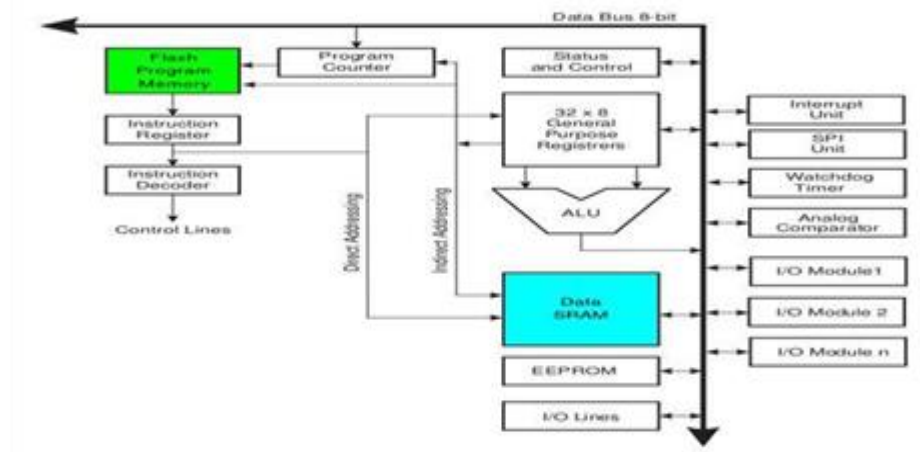 Data Bus 8-bit
Flash
Program
Memory
Program
Counter
Status
and Control
Instruction
Register
32 x 8
General
Purpose
Registrers
Interrupt
Unit
SPI
Unit
Instruction
Decoder
Watchdog
Timer
Control Lines
Direct Addressing
Indirect Addressing
ALU
Analog
Comparator
I/O Module1
Data
SRAM
I/O Module 2
I/O Module n
EEPROM
I/O Lines